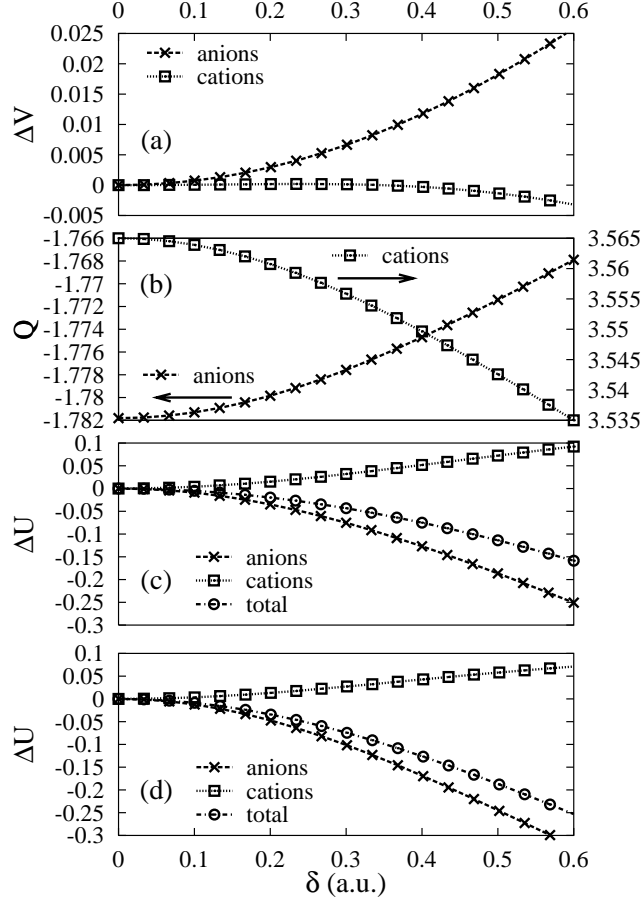 0 0.1 0.2 0.3 0.4 0.5 0.6
0.025
0.02
0.015
0.01
0.005
0
-0.005
ΔV
anions
cations
(a)
-1.766
-1.768
-1.77
-1.772
-1.774
-1.776
-1.778
-1.78
-1.782
Q
cations
(b)
anions
3.565
3.56
3.555
3.55
3.545
3.54
3.535
0.1
0.05
0
-0.05
-0.1
-0.15
-0.2
-0.25
-0.3
ΔU
(c)
anions
cations
total
0.1
0.05
0
-0.05
-0.1
-0.15
-0.2
-0.25
-0.3
ΔU
(d)
anions
cations
total
0 0.1 0.2 0.3 0.4 0.5 0.6
δ (a.u.)